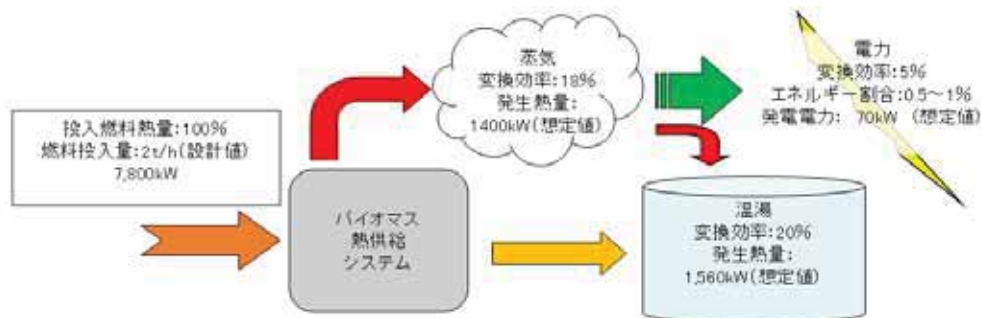 投入燃料熱量:100%
燃料投入量:2t/h(設計値)
7,800kW
バイオマス
熱供給
システム
蒸気
変換効率:18%
発生熱量:
1400kW(想定値)
電力
変換効率:5%
エネルギー割合:0.5～1%
発電電力: 70kW (想定値)
温湯
変換効率:20%
発生熱量:
1,560kW(想定値)